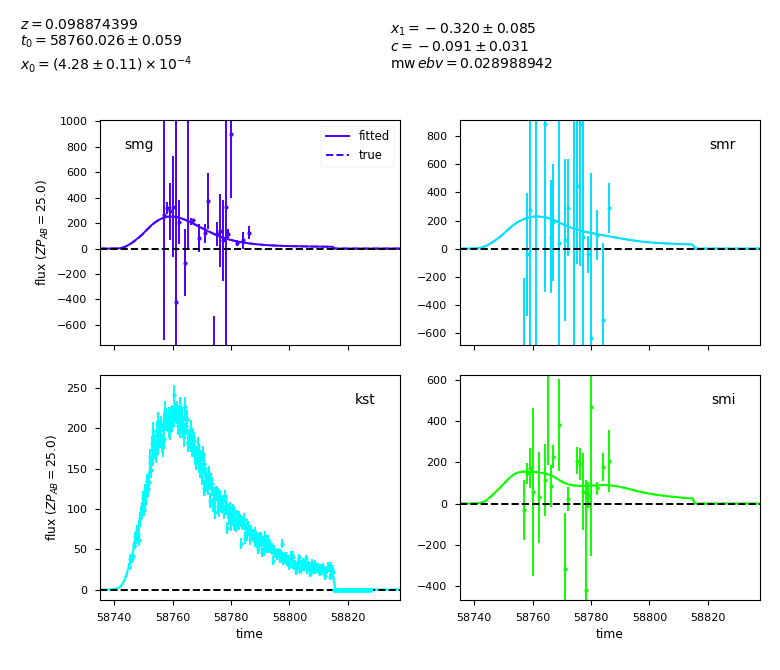 z = 0.098874399
t₀ = 58760.026 ± 0.059
x₀ = (4.28 ± 0.11) × 10⁻⁴
x₁ = −0.320 ± 0.085
c = −0.091 ± 0.031
mw ebv = 0.028988942
1000
800
600
400
200
0
−200
−400
−600
flux (ZP_AB = 25.0)
smg
fitted
true
800
600
400
200
0
−200
−400
−600
smr
250
200
150
100
50
0
flux (ZP_AB = 25.0)
kst
58740 58760 58780 58800 58820
time
600
400
200
0
−200
−400
smi
58740 58760 58780 58800 58820
time